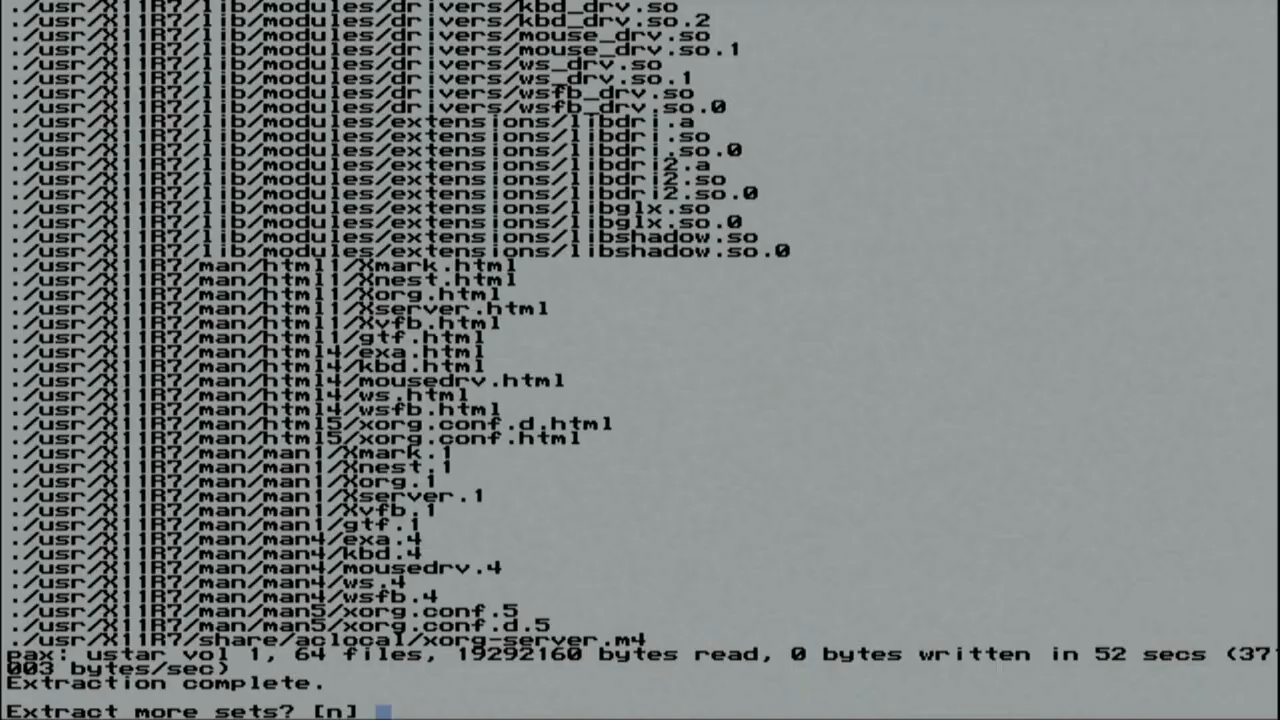 ./usr/X11R7/lib/modules/drivers/kbd_drv.so
./usr/X11R7/lib/modules/drivers/kbd_drv.so.2
./usr/X11R7/lib/modules/drivers/mouse_drv.so
./usr/X11R7/lib/modules/drivers/mouse_drv.so.1
./usr/X11R7/lib/modules/drivers/ws_drv.so
./usr/X11R7/lib/modules/drivers/ws_drv.so.1
./usr/X11R7/lib/modules/drivers/wsfb_drv.so
./usr/X11R7/lib/modules/drivers/wsfb_drv.so.0
./usr/X11R7/lib/modules/extensions/libdri.a
./usr/X11R7/lib/modules/extensions/libdri.so
./usr/X11R7/lib/modules/extensions/libdri.so.0
./usr/X11R7/lib/modules/extensions/libdri2.a
./usr/X11R7/lib/modules/extensions/libdri2.so
./usr/X11R7/lib/modules/extensions/libdri2.so.0
./usr/X11R7/lib/modules/extensions/libglx.so
./usr/X11R7/lib/modules/extensions/libglx.so.0
./usr/X11R7/lib/modules/extensions/libshadow.so
./usr/X11R7/lib/modules/extensions/libshadow.so.0
./usr/X11R7/man/html1/Xmark.html
./usr/X11R7/man/html1/Xnest.html
./usr/X11R7/man/html1/Xorg.html
./usr/X11R7/man/html1/Xserver.html
./usr/X11R7/man/html1/Xvfb.html
./usr/X11R7/man/html1/gtf.html
./usr/X11R7/man/html4/exa.html
./usr/X11R7/man/html4/kbd.html
./usr/X11R7/man/html4/mousedrv.html
./usr/X11R7/man/html4/ws.html
./usr/X11R7/man/html4/wsfb.html
./usr/X11R7/man/html5/xorg.conf.d.html
./usr/X11R7/man/html5/xorg.conf.html
./usr/X11R7/man/man1/Xmark.1
./usr/X11R7/man/man1/Xnest.1
./usr/X11R7/man/man1/Xorg.1
./usr/X11R7/man/man1/Xserver.1
./usr/X11R7/man/man1/Xvfb.1
./usr/X11R7/man/man1/gtf.1
./usr/X11R7/man/man4/exa.4
./usr/X11R7/man/man4/kbd.4
./usr/X11R7/man/man4/mousedrv.4
./usr/X11R7/man/man4/ws.4
./usr/X11R7/man/man4/wsfb.4
./usr/X11R7/man/man5/xorg.conf.5
./usr/X11R7/man/man5/xorg.conf.d.5
./usr/X11R7/share/aclocal/xorg-server.m4
pax: ustar vol 1, 64 files, 19292160 bytes read, 0 bytes written in 52 secs (37
003 bytes/sec)
Extraction complete.
Extract more sets? [n]